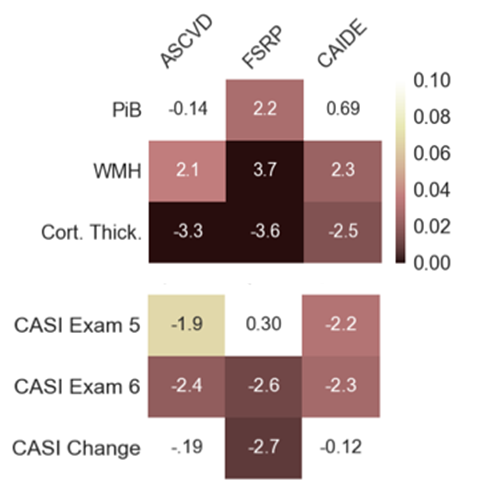 ASCVD FSRP CAIDE
PiB -0.14 2.2 0.69
WMH 2.1 3.7 2.3
Cort. Thick. -3.3 -3.6 -2.5
0.10
0.08
0.06
0.04
0.02
0.00
CASI Exam 5 -1.9 0.30 -2.2
CASI Exam 6 -2.4 -2.6 -2.3
CASI Change -.19 -2.7 -0.12